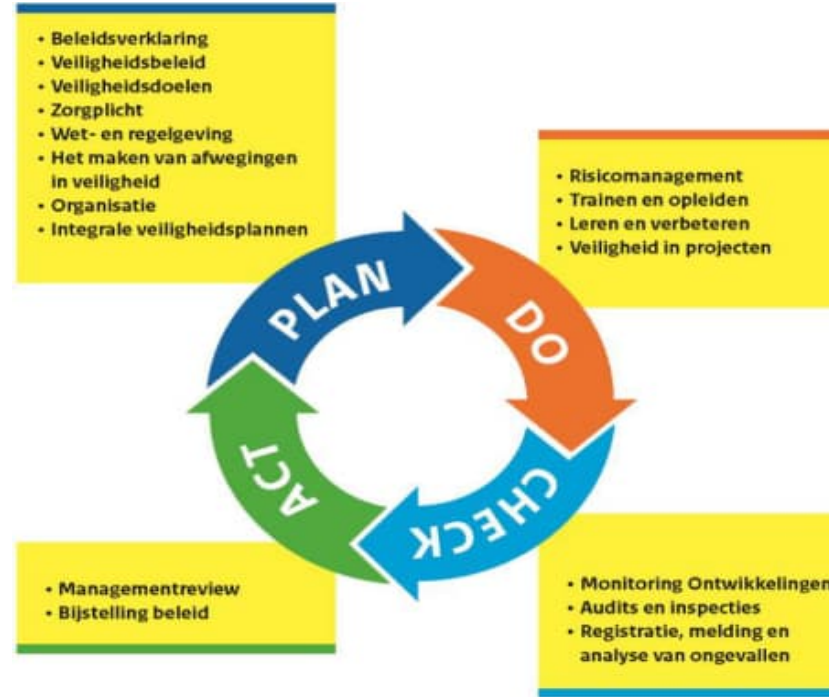 • Beleidsverklaring
• Veiligheidsbeleid
• Veiligheidsdoelen
• Zorgplicht
• Wet- en regelgeving
• Het maken van afwegingen
in veiligheid
• Organisatie
• Integrale veiligheidsplannen
• Risicomanagement
• Trainen en opleiden
• Leren en verbeteren
• Veiligheid in projecten
PLAN
DO
CHECK
ACT
• Managementreview
• Bijstelling beleid
• Monitoring Ontwikkelingen
• Audits en inspecties
• Registratie, melding en
analyse van ongevallen